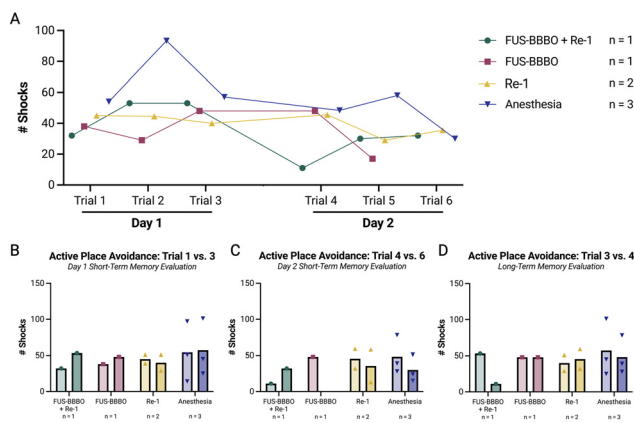 A
100
80
60
40
20
0
# Shocks
Trial 1 Trial 2 Trial 3 Trial 4 Trial 5 Trial 6
Day 1 Day 2
FUS-BBBO + Re-1 n = 1
FUS-BBBO n = 1
Re-1 n = 2
Anesthesia n = 3
B
Active Place Avoidance: Trial 1 vs. 3
Day 1 Short-Term Memory Evaluation
150
100
50
0
# Shocks
FUS-BBBO FUS-BBBO Re-1 Anesthesia
+ Re-1
n = 1 n = 1 n = 2 n = 3
C
Active Place Avoidance: Trial 4 vs. 6
Day 2 Short-Term Memory Evaluation
150
100
50
0
# Shocks
FUS-BBBO FUS-BBBO Re-1 Anesthesia
+ Re-1
n = 1 n = 1 n = 2 n = 3
D
Active Place Avoidance: Trial 3 vs. 4
Long-Term Memory Evaluation
150
100
50
0
# Shocks
FUS-BBBO FUS-BBBO Re-1 Anesthesia
+ Re-1
n = 1 n = 1 n = 2 n = 3